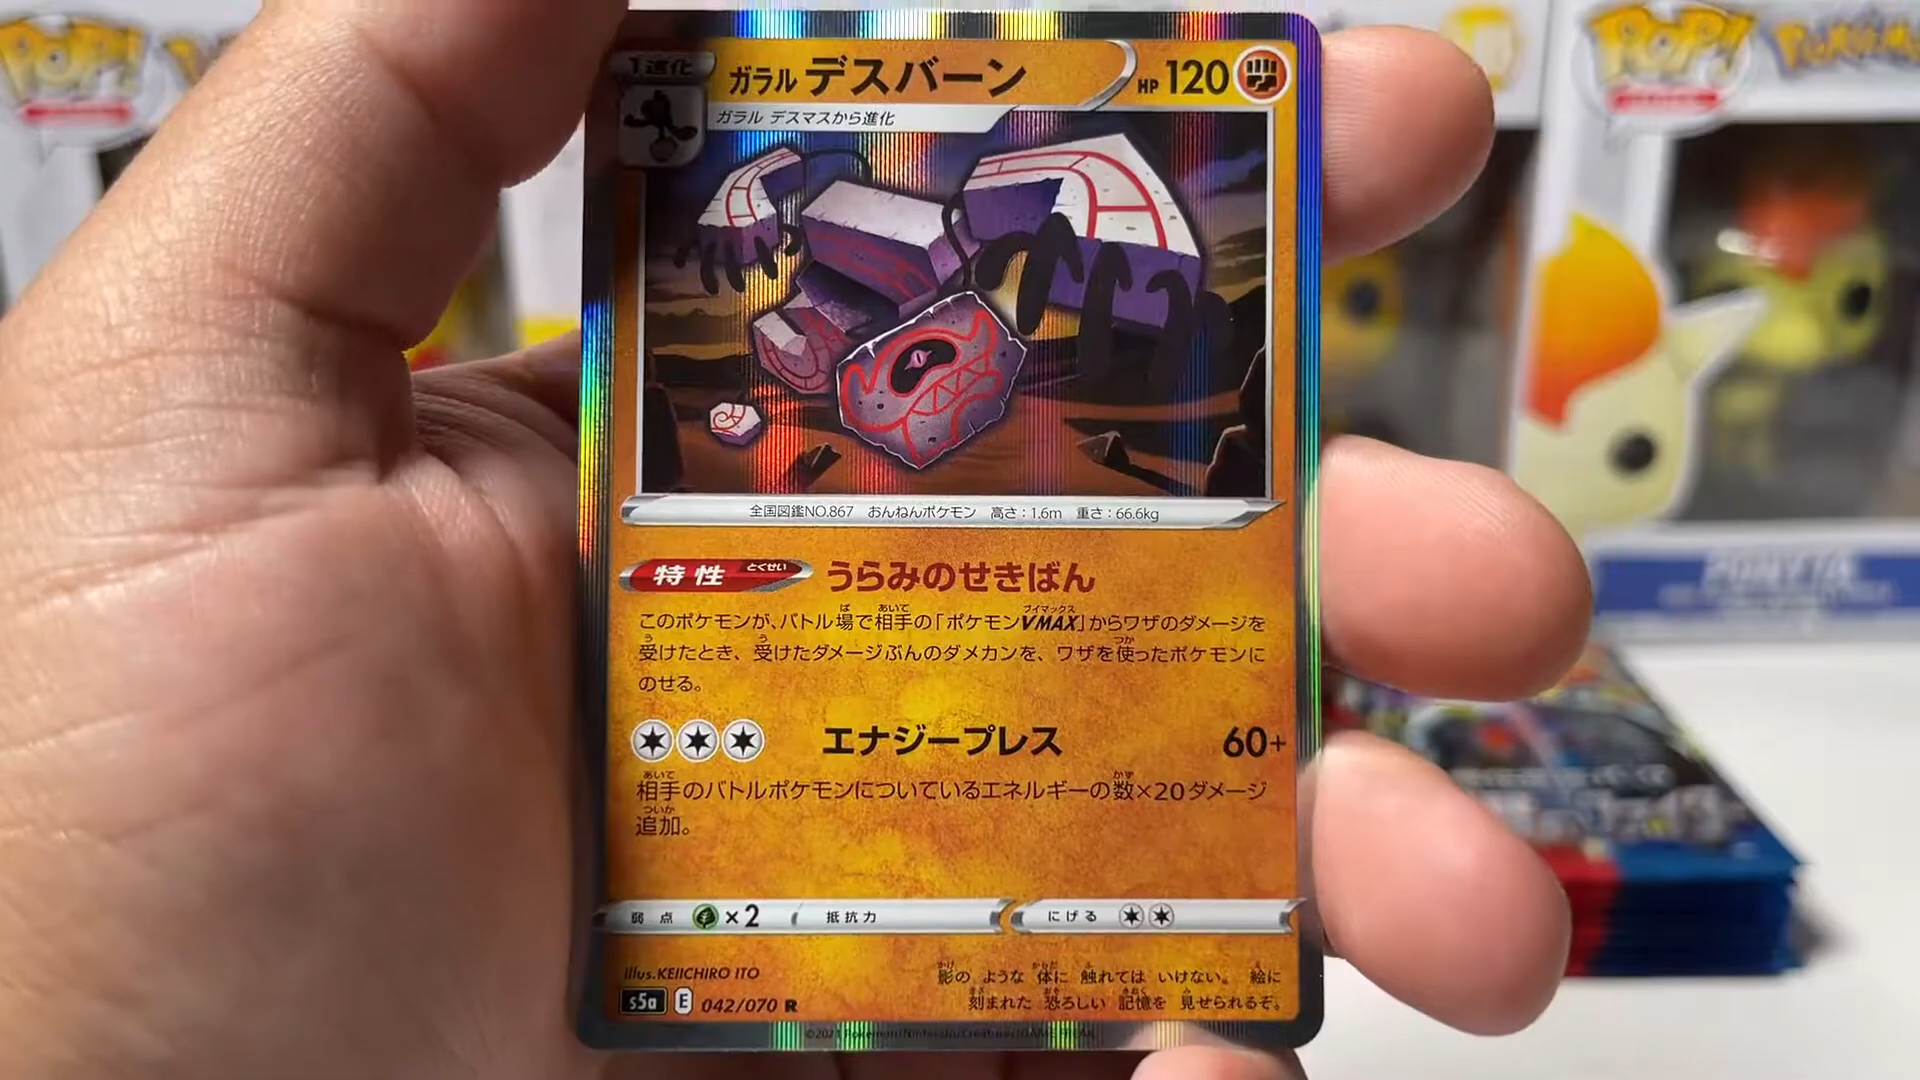 POP!
POP!
POKÉMON
1進化
ガラル デスバーン
HP 120
ガラル デスマスから進化
全国図鑑NO.867 おんねんポケモン 高さ：1.6m 重さ：66.6kg
特性 とくせい うらみのせきばん
このポケモンが、バトル場で相手の「ポケモンVMAX」からワザのダメージを
受けたとき、受けたダメージぶんのダメカンを、ワザを使ったポケモンに
のせる。
エナジープレス 60+
相手のバトルポケモンについているエネルギーの数×20ダメージ
追加。
弱点 ×2 抵抗力 にげる
illus.KEIICHIRO ITO
影の ような 体に 触れては いけない。 絵に
刻まれた 恐ろしい 記憶を 見せられるぞ。
s5a E 042/070 R
©2021 Pokémon/Nintendo/Creatures/GAME FREAK
PONYTA